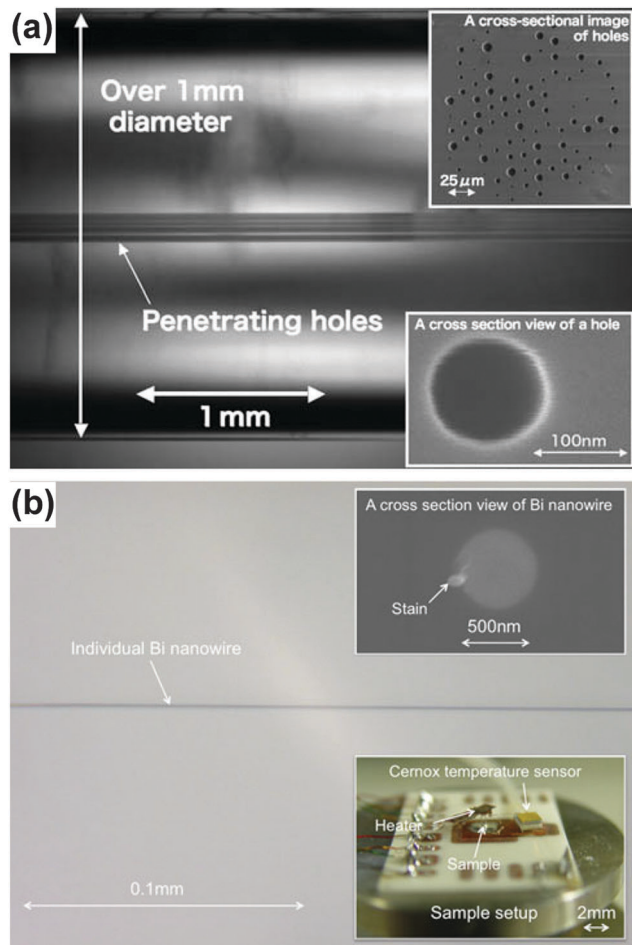 (a)
A cross-sectional image
of holes
Over 1mm
diameter
25μm
Penetrating holes
A cross section view of a hole
1mm
100nm
(b)
A cross section view of Bi nanowire
Stain
500nm
Individual Bi nanowire
Cernox temperature sensor
Heater
Sample
0.1mm
Sample setup
2mm